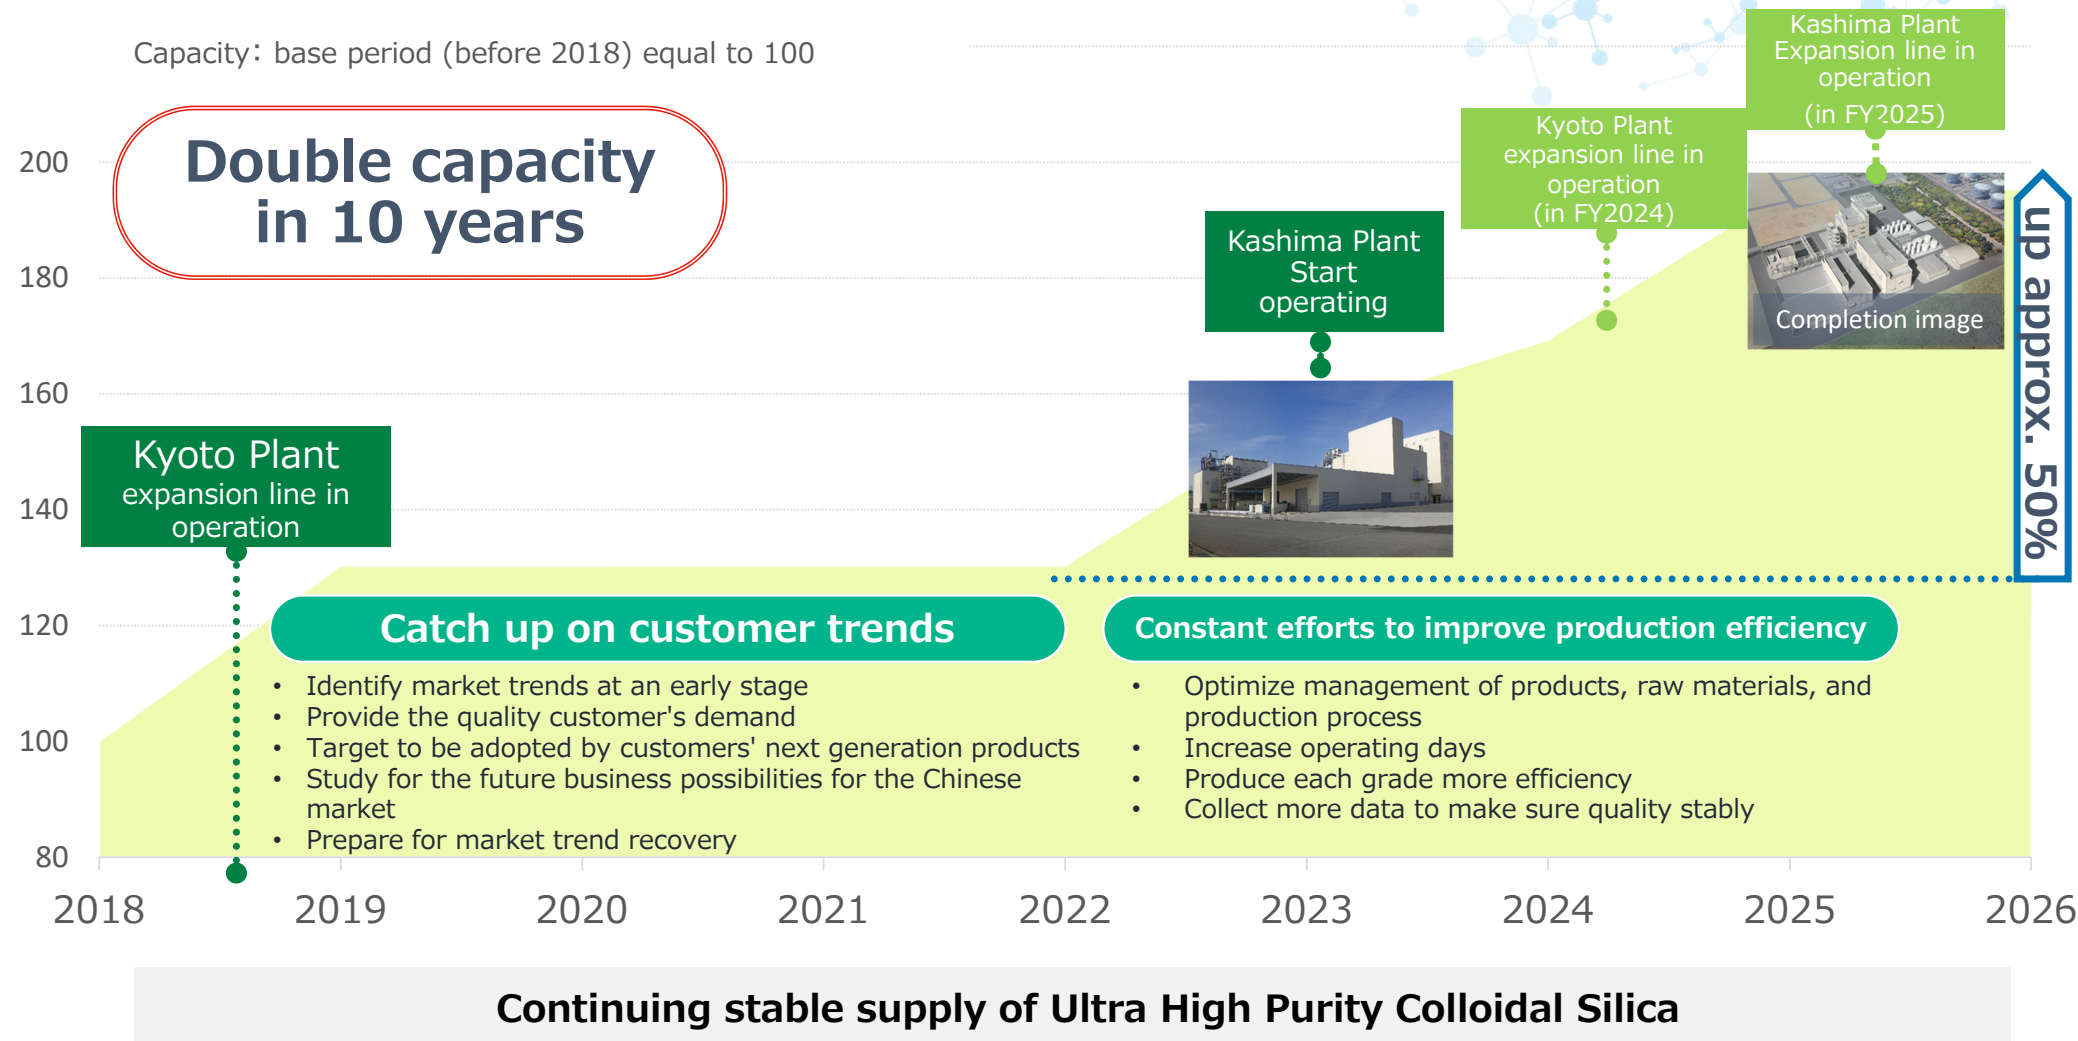 Capacity: base period (before 2018) equal to 100
Double capacity
in 10 years
Kashima Plant
Expansion line in
operation
(in FY2025)
Kyoto Plant
expansion line in
operation
(in FY2024)
Kashima Plant
Start
operating
Kyoto Plant
expansion line in
operation
Completion image
up approx. 50%
200
180
160
140
120
100
80
Catch up on customer trends
• Identify market trends at an early stage
• Provide the quality customer's demand
• Target to be adopted by customers' next generation products
• Study for the future business possibilities for the Chinese
market
• Prepare for market trend recovery
Constant efforts to improve production efficiency
• Optimize management of products, raw materials, and
production process
• Increase operating days
• Produce each grade more efficiency
• Collect more data to make sure quality stably
2018 2019 2020 2021 2022 2023 2024 2025 2026
Continuing stable supply of Ultra High Purity Colloidal Silica